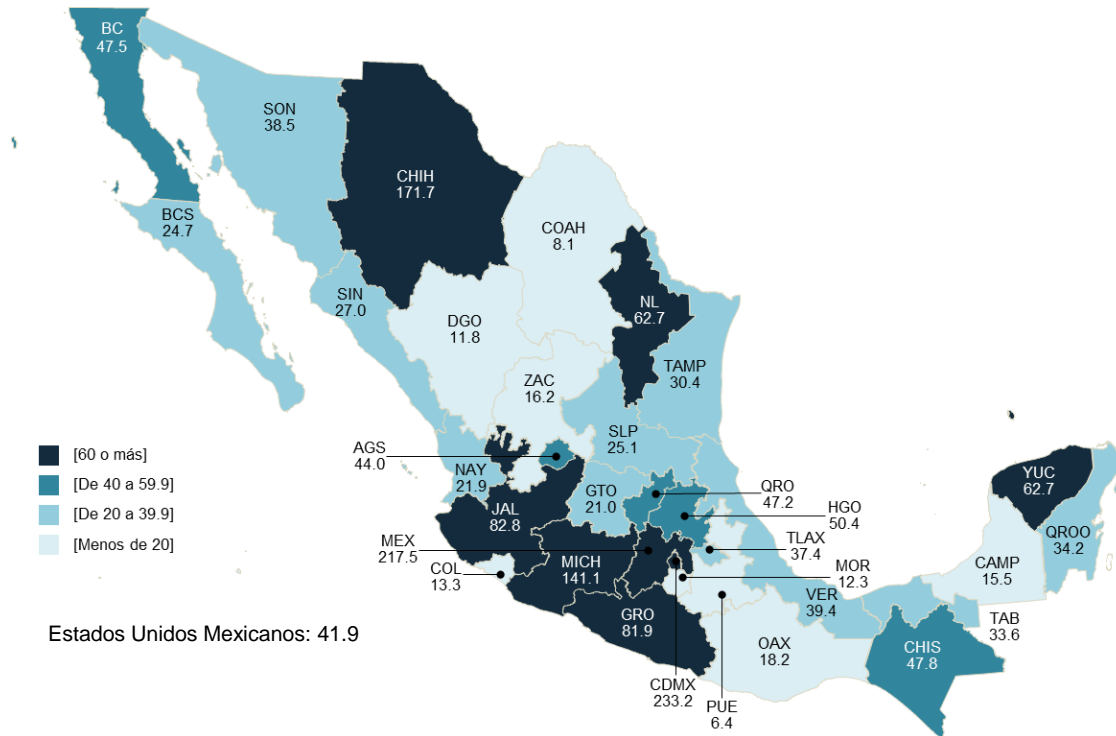 BC
47.5
SON
38.5
CHIH
171.7
BCS
24.7
COAH
8.1
SIN
27.0
NL
62.7
DGO
11.8
TAMP
30.4
ZAC
16.2
SLP
25.1
AGS
44.0
NAY
21.9
GTO
21.0
QRO
47.2
HGO
50.4
YUC
62.7
JAL
82.8
TLAX
37.4
QROO
34.2
MEX
217.5
MICH
141.1
MOR
12.3
CAMP
15.5
COL
13.3
VER
39.4
GRO
81.9
TAB
33.6
OAX
18.2
CHIS
47.8
CDMX
233.2
PUE
6.4
[60 o más]
[De 40 a 59.9]
[De 20 a 39.9]
[Menos de 20]
Estados Unidos Mexicanos: 41.9